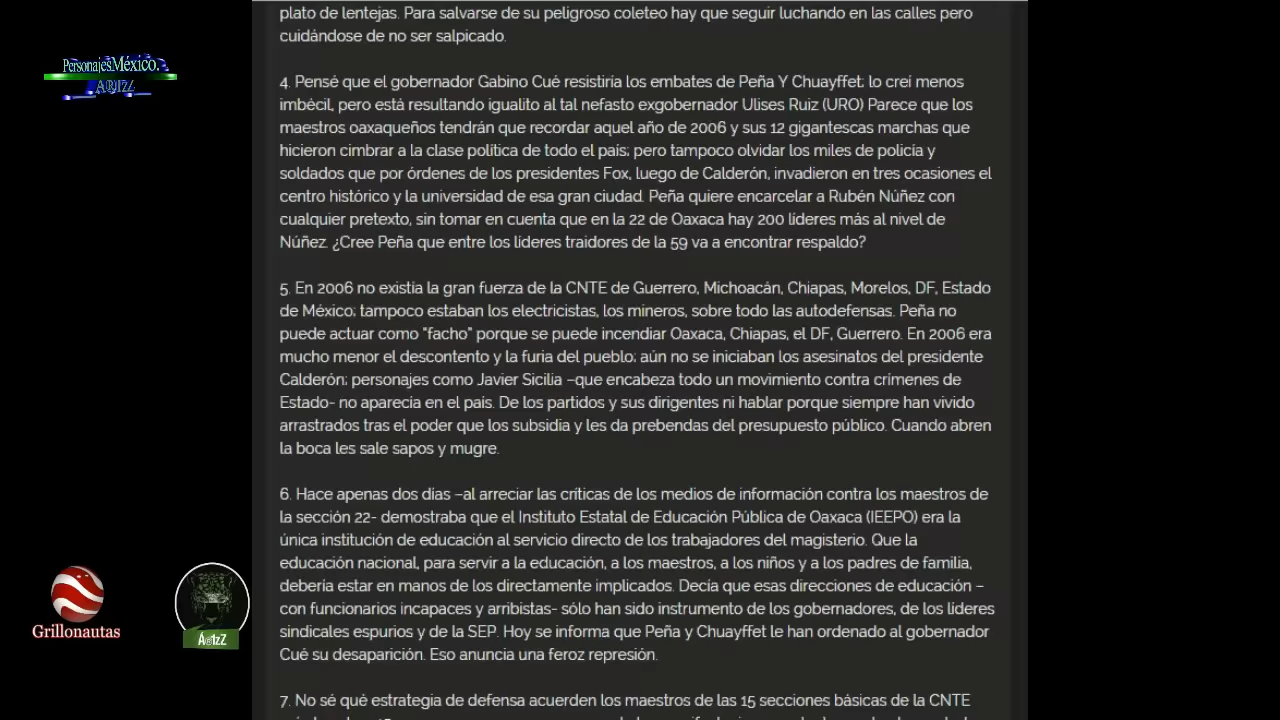 plato de lentejas. Para salvarse de su peligroso coleteo hay que seguir luchando en las calles pero
cuidándose de no ser salpicado.
4. Pensé que el gobernador Gabino Cué resistiría los embates de Peña Y Chuayffet; lo creí menos
imbécil, pero está resultando igualito al tal nefasto exgobernador Ulises Ruiz (URO) Parece que los
maestros oaxaqueños tendrán que recordar aquel año de 2006 y sus 12 gigantescas marchas que
hicieron cimbrar a la clase política de todo el país; pero tampoco olvidar los miles de policía y
soldados que por órdenes de los presidentes Fox, luego de Calderón, invadieron en tres ocasiones el
centro histórico y la universidad de esa gran ciudad. Peña quiere encarcelar a Rubén Núñez con
cualquier pretexto, sin tomar en cuenta que en la 22 de Oaxaca hay 200 líderes más al nivel de
Núñez. ¿Cree Peña que entre los líderes traidores de la 59 va a encontrar respaldo?
5. En 2006 no existía la gran fuerza de la CNTE de Guerrero, Michoacán, Chiapas, Morelos, DF, Estado
de México; tampoco estaban los electricistas, los mineros, sobre todo las autodefensas. Peña no
puede actuar como "facho" porque se puede incendiar Oaxaca, Chiapas, el DF, Guerrero. En 2006 era
mucho menor el descontento y la furia del pueblo; aún no se iniciaban los asesinatos del presidente
Calderón; personajes como Javier Sicilia –que encabeza todo un movimiento contra crímenes de
Estado- no aparecía en el país. De los partidos y sus dirigentes ni hablar porque siempre han vivido
arrastrados tras el poder que los subsidia y les da prebendas del presupuesto público. Cuando abren
la boca les sale sapos y mugre.
6. Hace apenas dos días –al arreciar las críticas de los medios de información contra los maestros de
la sección 22- demostraba que el Instituto Estatal de Educación Pública de Oaxaca (IEEPO) era la
única institución de educación al servicio directo de los trabajadores del magisterio. Que la
educación nacional, para servir a la educación, a los maestros, a los niños y a los padres de familia,
debería estar en manos de los directamente implicados. Decía que esas direcciones de educación –
con funcionarios incapaces y arribistas- sólo han sido instrumento de los gobernadores, de los líderes
sindicales espurios y de la SEP. Hoy se informa que Peña y Chuayffet le han ordenado al gobernador
Cué su desaparición. Eso anuncia una feroz represión.
7. No sé qué estrategia de defensa acuerden los maestros de las 15 secciones básicas de la CNTE
PersonajesMéxico.
Grillonautas